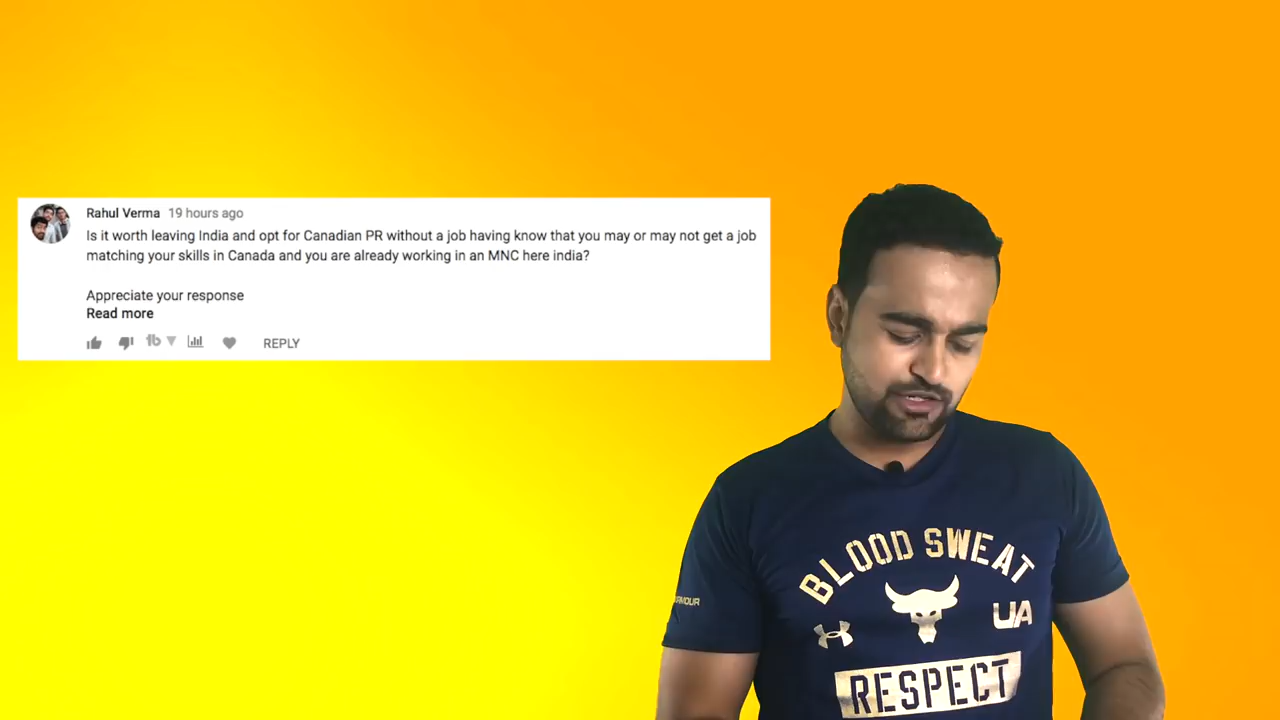 Rahul Verma 19 hours ago
Is it worth leaving India and opt for Canadian PR without a job having know that you may or may not get a job
matching your skills in Canada and you are already working in an MNC here india?
Appreciate your response
Read more
tb
REPLY
BLOOD SWEAT
UA
RESPECT